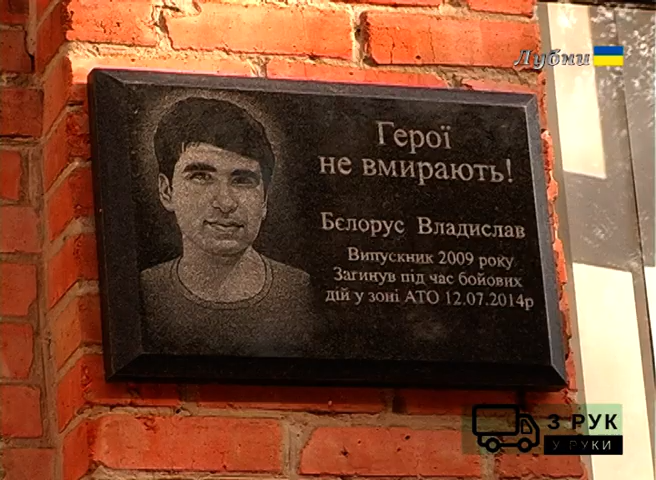 Лубни
Герої
не вмирають!
Бєлорус Владислав
Випускник 2009 року
Загинув під час бойових
дій у зоні АТО 12.07.2014р
З РУК
У РУКИ